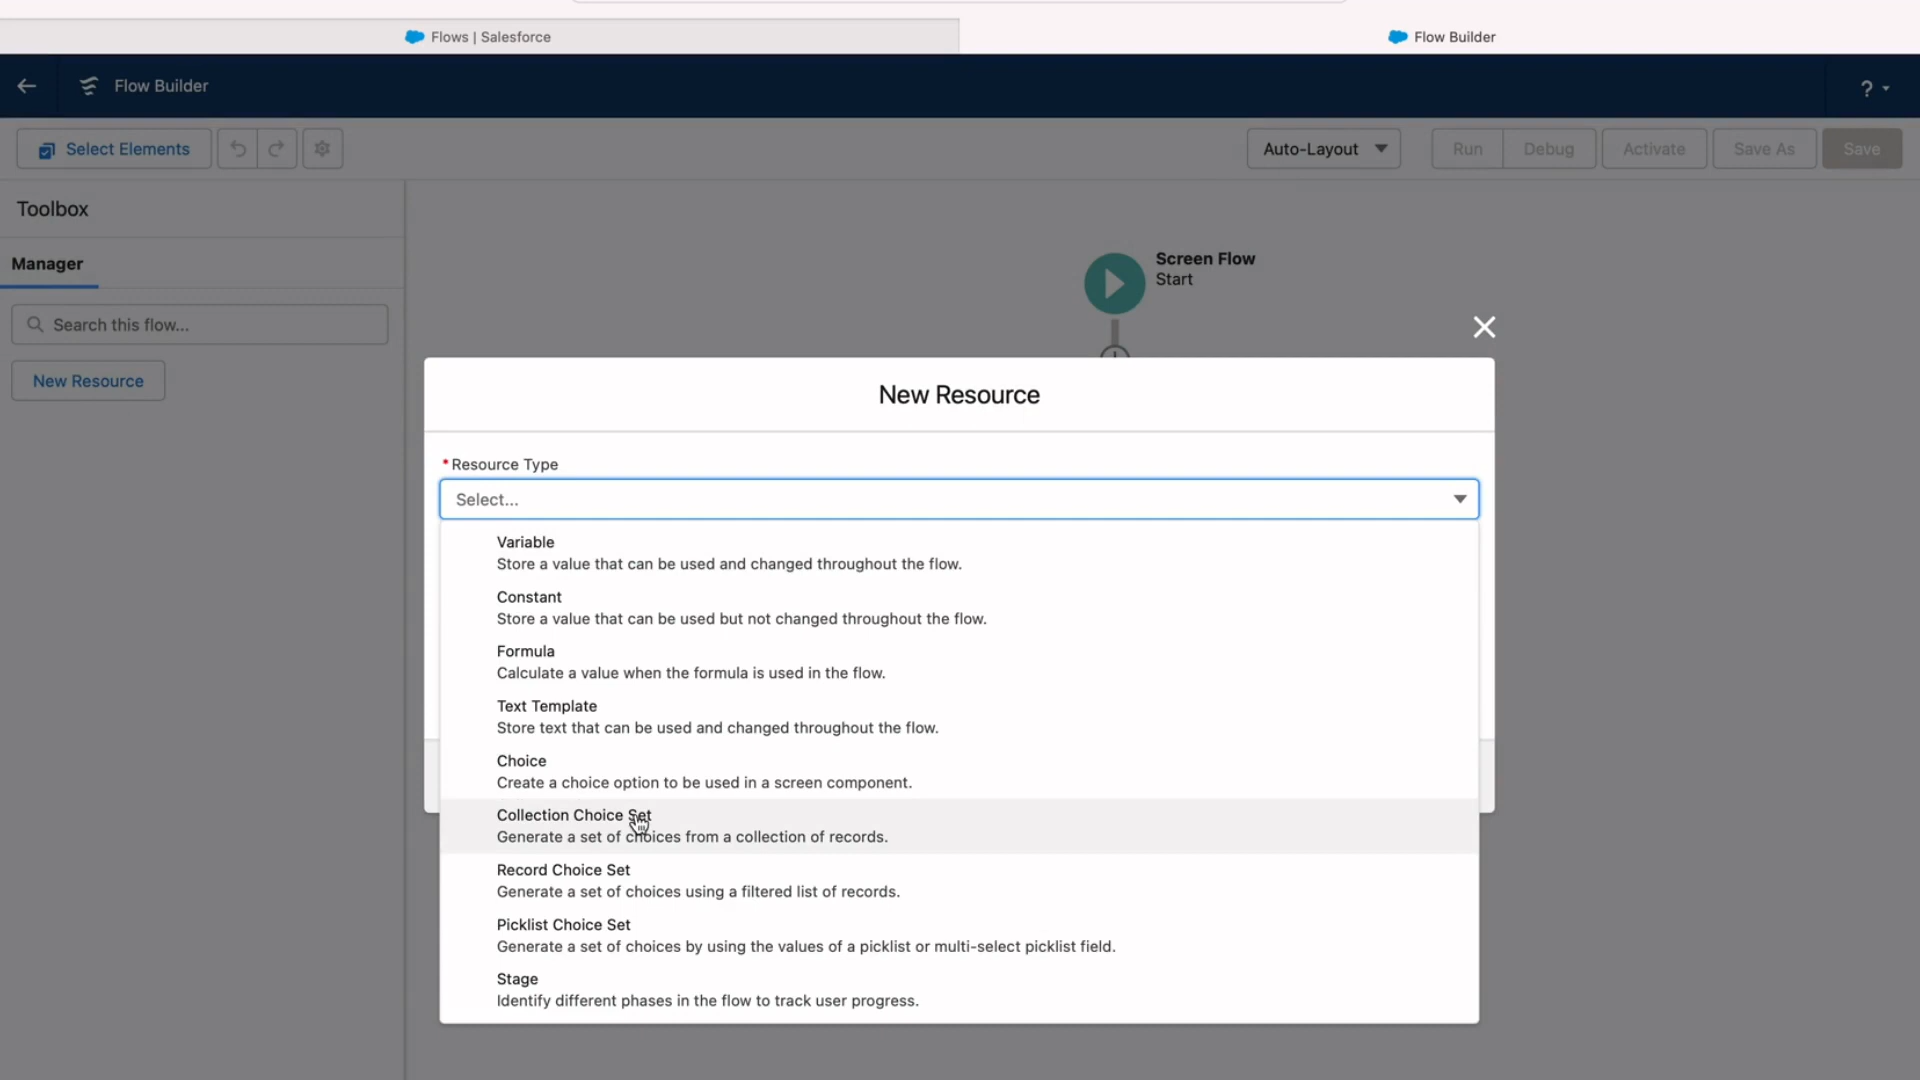 Flows | Salesforce
Flow Builder
Flow Builder
?
Select Elements
Auto-Layout
Run
Debug
Activate
Save As
Save
Toolbox
Manager
Search this flow...
New Resource
Screen Flow
Start
New Resource
* Resource Type
Select...
Variable
Store a value that can be used and changed throughout the flow.
Constant
Store a value that can be used but not changed throughout the flow.
Formula
Calculate a value when the formula is used in the flow.
Text Template
Store text that can be used and changed throughout the flow.
Choice
Create a choice option to be used in a screen component.
Collection Choice Set
Generate a set of choices from a collection of records.
Record Choice Set
Generate a set of choices using a filtered list of records.
Picklist Choice Set
Generate a set of choices by using the values of a picklist or multi-select picklist field.
Stage
Identify different phases in the flow to track user progress.